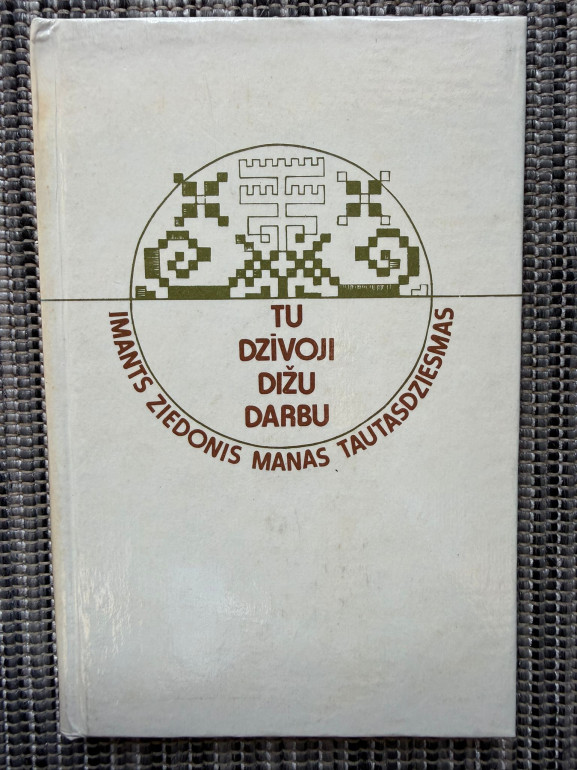 TU
DZĪVOJI
DIŽU
DARBU
IMANTS ZIEDONIS MANAS TAUTASDZIESMAS